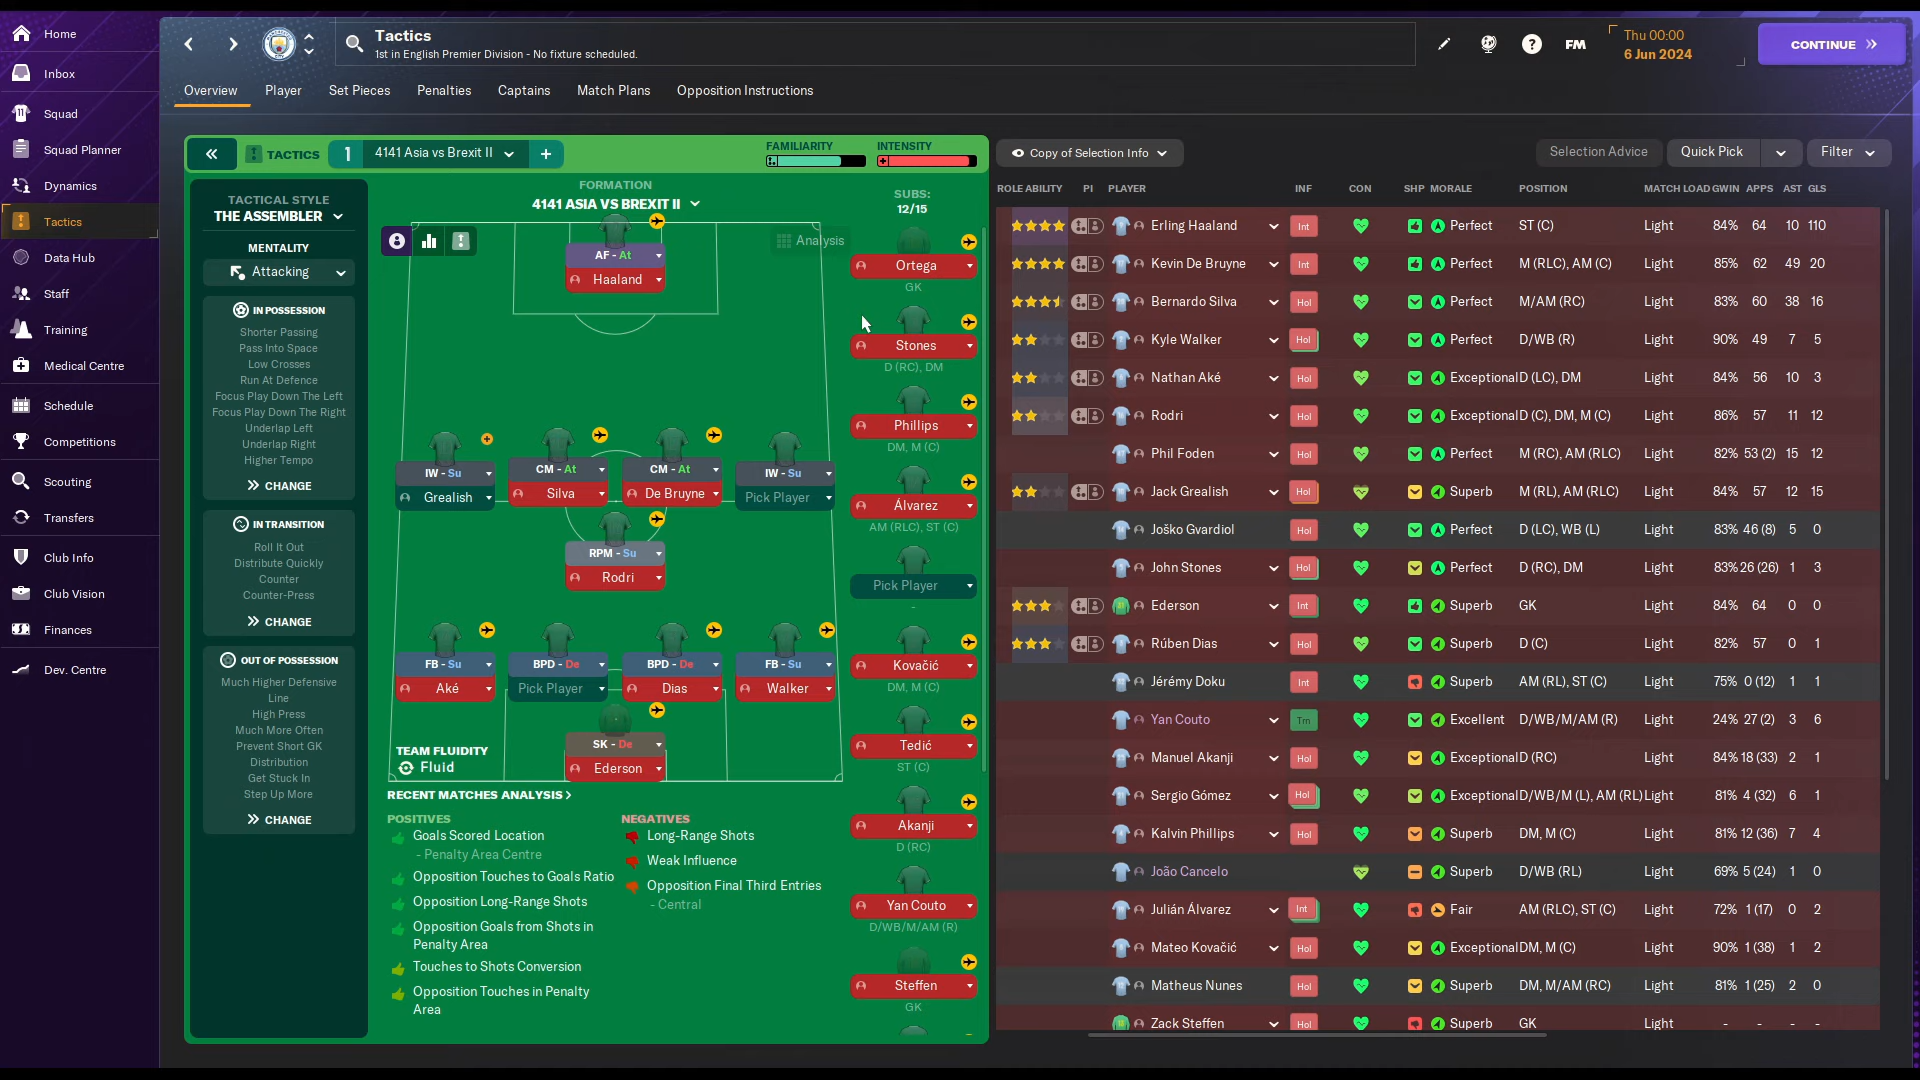 Home
Inbox
Squad
Squad Planner
Dynamics
Tactics
Data Hub
Staff
Training
Medical Centre
Schedule
Competitions
Scouting
Transfers
Club Info
Club Vision
Finances
Dev. Centre
Tactics
1st in English Premier Division - No fixture scheduled.
FM
Thu 00:00
6 Jun 2024
CONTINUE
Overview Player Set Pieces Penalties Captains Match Plans Opposition Instructions
TACTICS 1 4141 Asia vs Brexit II +
FAMILIARITY INTENSITY
TACTICAL STYLE
THE ASSEMBLER
MENTALITY
Attacking
IN POSSESSION
Shorter Passing
Pass Into Space
Low Crosses
Run At Defence
Focus Play Down The Left
Focus Play Down The Right
Underlap Left
Underlap Right
Higher Tempo
CHANGE
IN TRANSITION
Roll It Out
Distribute Quickly
Counter
Counter-Press
CHANGE
OUT OF POSSESSION
Much Higher Defensive
Line
High Press
Much More Often
Prevent Short GK
Distribution
Get Stuck In
Step Up More
CHANGE
FORMATION
4141 ASIA VS BREXIT II
Analysis
AF - At
Haaland
IW - Su CM - At CM - At IW - Su
Grealish Silva De Bruyne Pick Player
RPM - Su
Rodri
FB - Su BPD - De BPD - De FB - Su
Aké Pick Player Dias Walker
SK - De
Ederson
TEAM FLUIDITY
Fluid
RECENT MATCHES ANALYSIS >
POSITIVES
Goals Scored Location
- Penalty Area Centre
Opposition Touches to Goals Ratio
Opposition Long-Range Shots
Opposition Goals from Shots in
Penalty Area
Touches to Shots Conversion
Opposition Touches in Penalty
Area
NEGATIVES
Long-Range Shots
Weak Influence
Opposition Final Third Entries
- Central
SUBS:
12/15
Ortega
GK
Stones
D (RC), DM
Phillips
DM, M (C)
Álvarez
AM (RLC), ST (C)
Pick Player
-
Kovačić
DM, M (C)
Tedić
ST (C)
Akanji
D (RC)
Yan Couto
D/WB/M/AM (R)
Steffen
GK
Copy of Selection Info
Selection Advice Quick Pick Filter
ROLE ABILITY PI PLAYER INF CON SHP MORALE POSITION MATCH LOAD GWIN APPS AST GLS
Erling Haaland Int Perfect ST (C) Light 84% 64 10 110
Kevin De Bruyne Int Perfect M (RLC), AM (C) Light 85% 62 49 20
Bernardo Silva Hol Perfect M/AM (RC) Light 83% 60 38 16
Kyle Walker Hol Perfect D/WB (R) Light 90% 49 7 5
Nathan Aké Hol Exceptional D (LC), DM Light 84% 56 10 3
Rodri Hol Exceptional D (C), DM, M (C) Light 86% 57 11 12
Phil Foden Hol Perfect M (RC), AM (RLC) Light 82% 53 (2) 15 12
Jack Grealish Hol Superb M (RL), AM (RLC) Light 84% 57 12 15
Joško Gvardiol Hol Perfect D (LC), WB (L) Light 83% 46 (8) 5 0
John Stones Hol Perfect D (RC), DM Light 83% 26 (26) 1 3
Ederson Int Superb GK Light 84% 64 0 0
Rúben Dias Hol Superb D (C) Light 82% 57 0 1
Jérémy Doku Int Superb AM (RL), ST (C) Light 75% 0 (12) 1 1
Yan Couto Trn Excellent D/WB/M/AM (R) Light 24% 27 (2) 3 6
Manuel Akanji Hol Exceptional D (RC) Light 84% 18 (33) 2 1
Sergio Gómez Hol Exceptional D/WB/M (L), AM (RL) Light 81% 4 (32) 6 1
Kalvin Phillips Hol Superb DM, M (C) Light 81% 12 (36) 7 4
João Cancelo Superb D/WB (RL) Light 69% 5 (24) 1 0
Julián Álvarez Int Fair AM (RLC), ST (C) Light 72% 1 (17) 0 2
Mateo Kovačić Hol Exceptional DM, M (C) Light 90% 1 (38) 1 2
Matheus Nunes Hol Superb DM, M/AM (RC) Light 81% 1 (25) 2 0
Zack Steffen Hol Superb GK Light - - - -